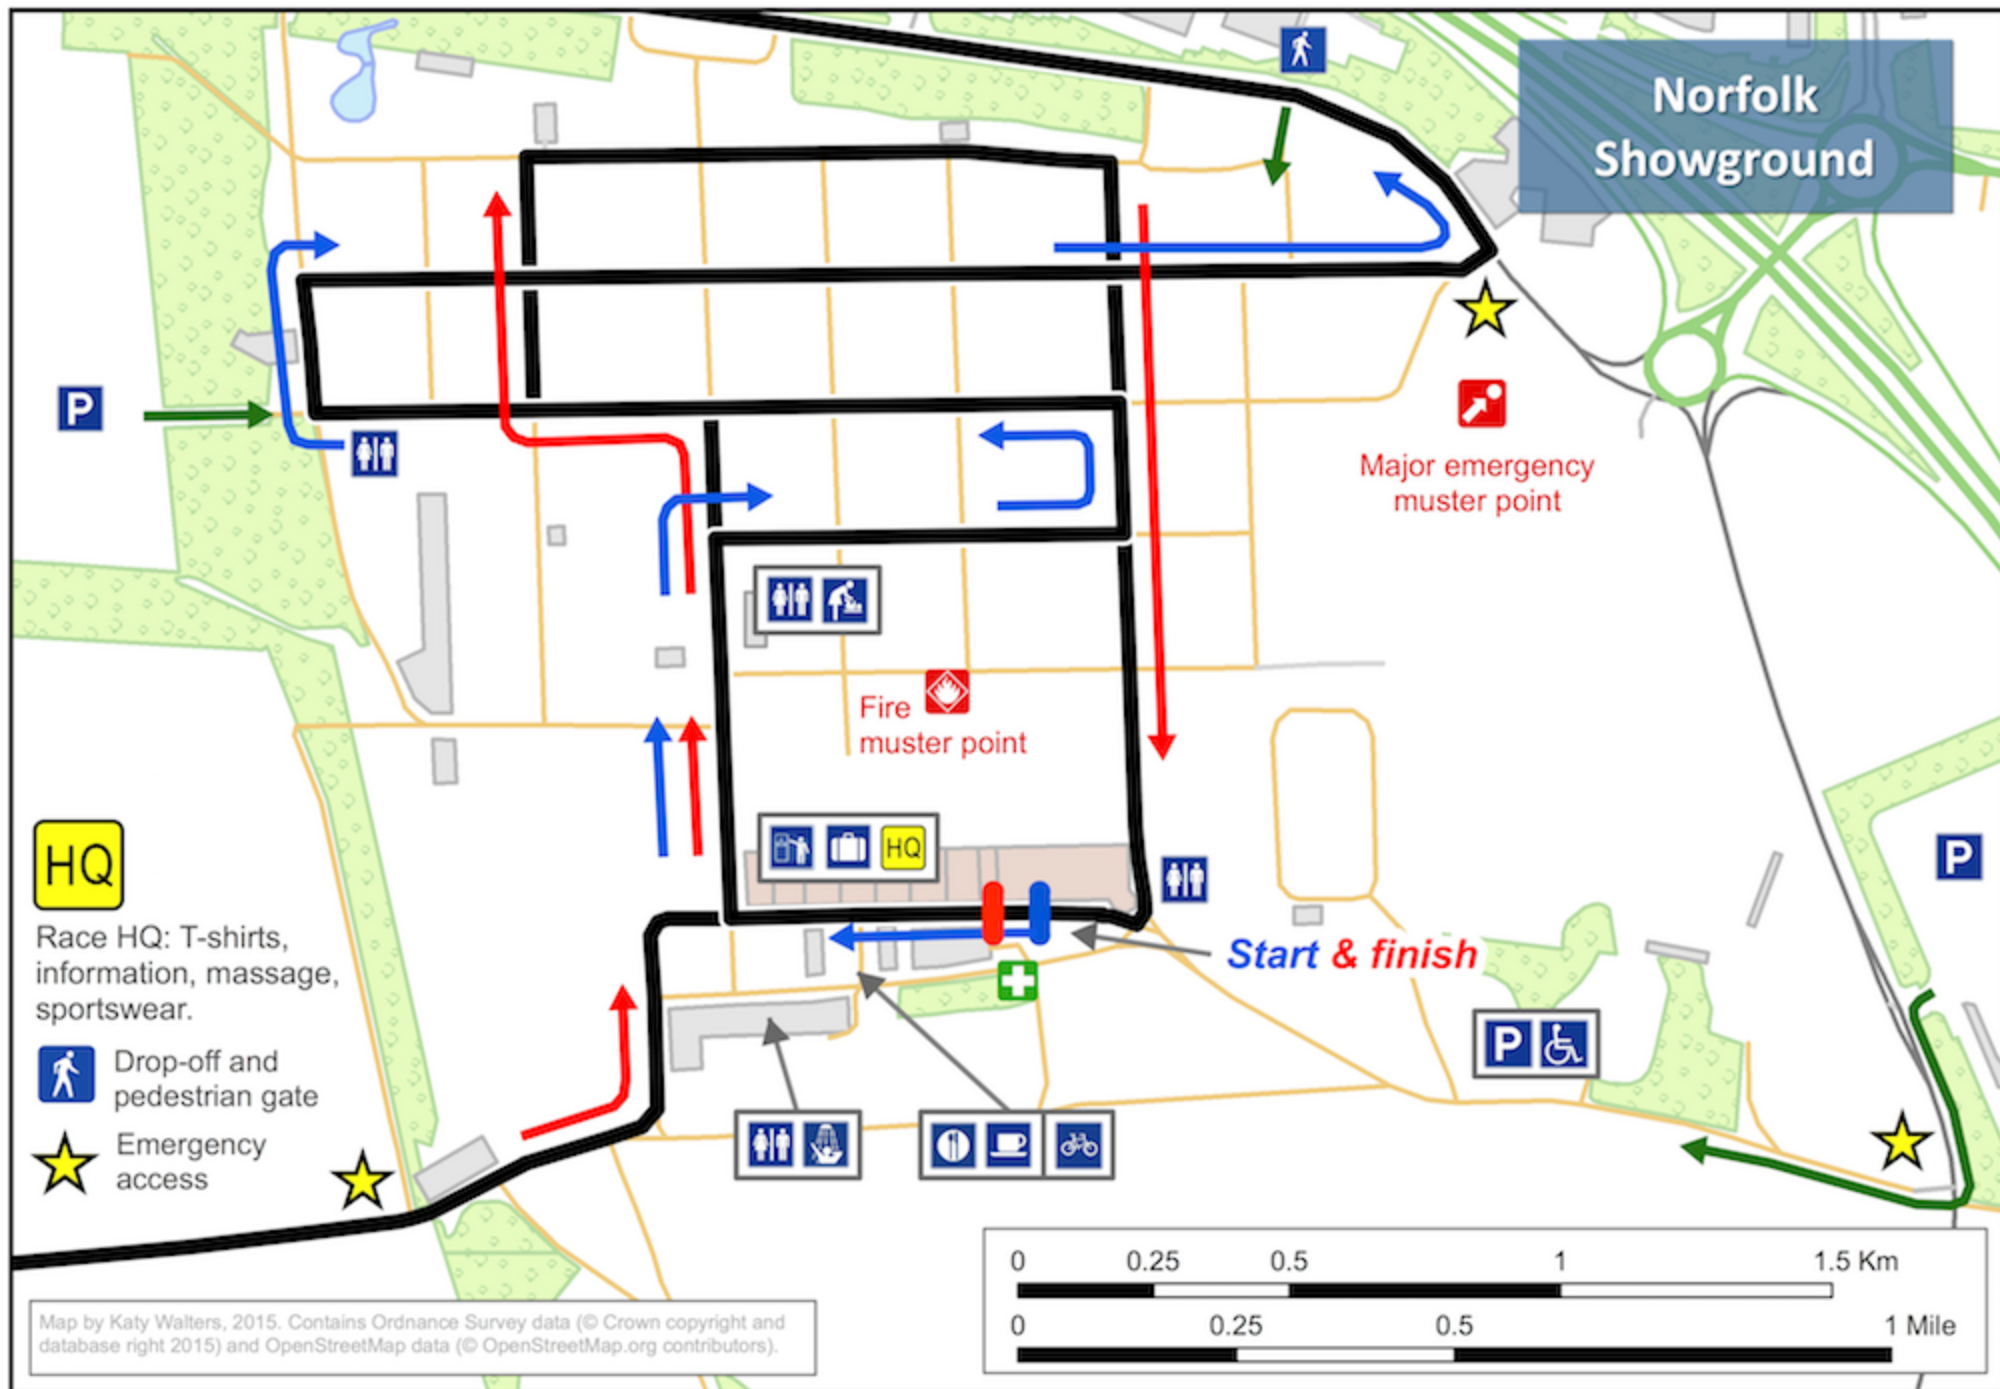 Norfolk
Showground
P
Major emergency
muster point
Fire
muster point
HQ
HQ
P
Race HQ: T-shirts,
information, massage,
sportswear.
Start & finish
P
Drop-off and
pedestrian gate
Emergency
access
0 0.25 0.5 1 1.5 Km
0 0.25 0.5 1 Mile
Map by Katy Walters, 2015. Contains Ordnance Survey data (© Crown copyright and
database right 2015) and OpenStreetMap data (© OpenStreetMap.org contributors).